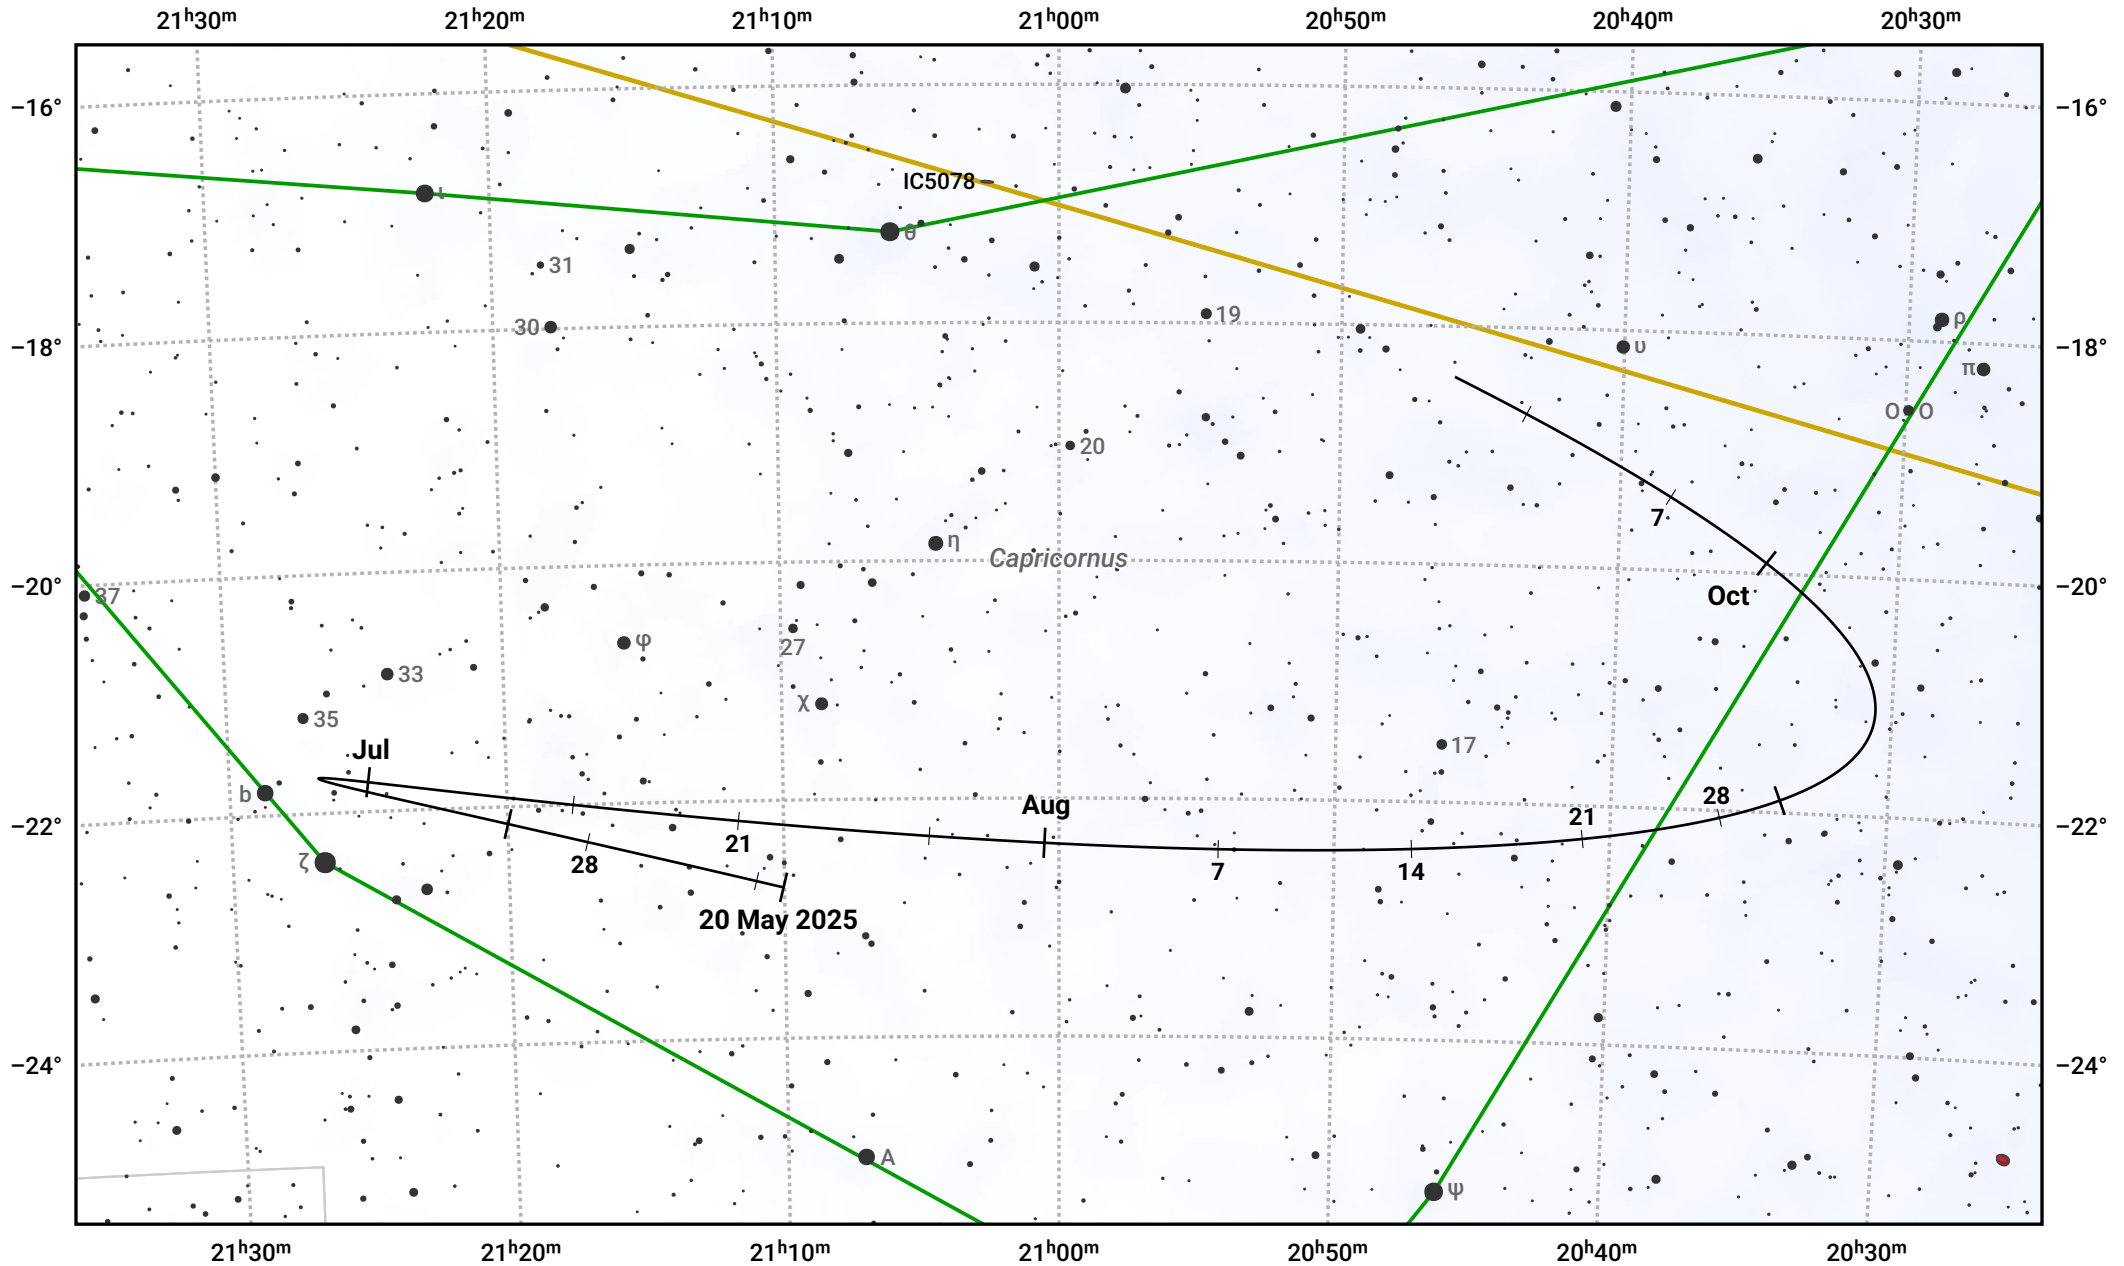 21h30m 21h20m 21h10m 21h00m 20h50m 20h40m 20h30m
−16° −16°
IC5078
ι
θ
31
30
19
ρ
υ
−18° −18°
π
ο ο
20
7
η
Capricornus
−20° −20°
37
Oct
φ
27
33
χ
35
17
Jul
b
28
Aug
21
−22° −22°
21
ζ
28
7
14
20 May 2025
−24° −24°
A
ψ
21h30m 21h20m 21h10m 21h00m 20h50m 20h40m 20h30m